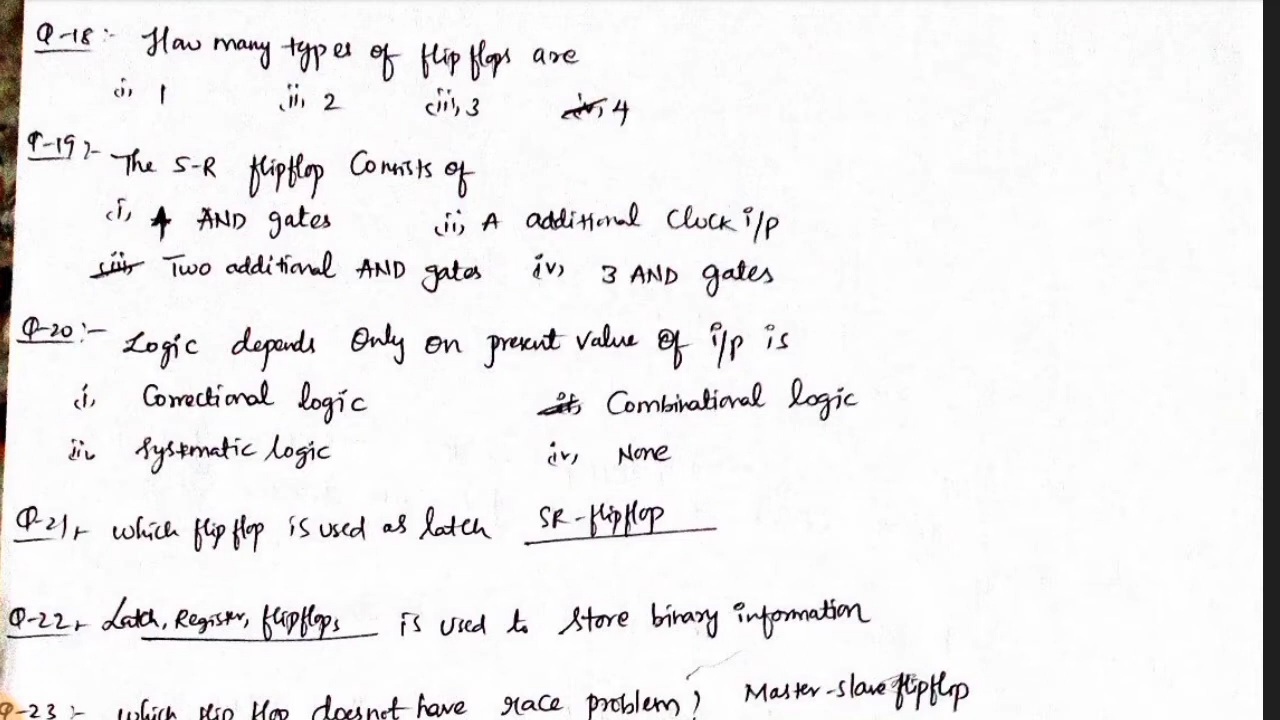 Q-18:- How many types of flip flops are
i, 1 ii, 2 iii, 3 iv, 4
Q-19:- The S-R flipflop Consists of
i, 4 AND gates ii, A additional Clock i/p
iii, Two additional AND gates iv, 3 AND gates
Q-20:- Logic depends Only on present value of i/p is
i, Correctional logic ii, Combinational logic
iii, Systematic logic iv, None
Q-21, which flip flop is used as latch SR-flipflop
Q-22, Latch, Register, flipflops is used to store binary information
Q-23:- which flip flop doesnot have race problem? Master-slave flipflop